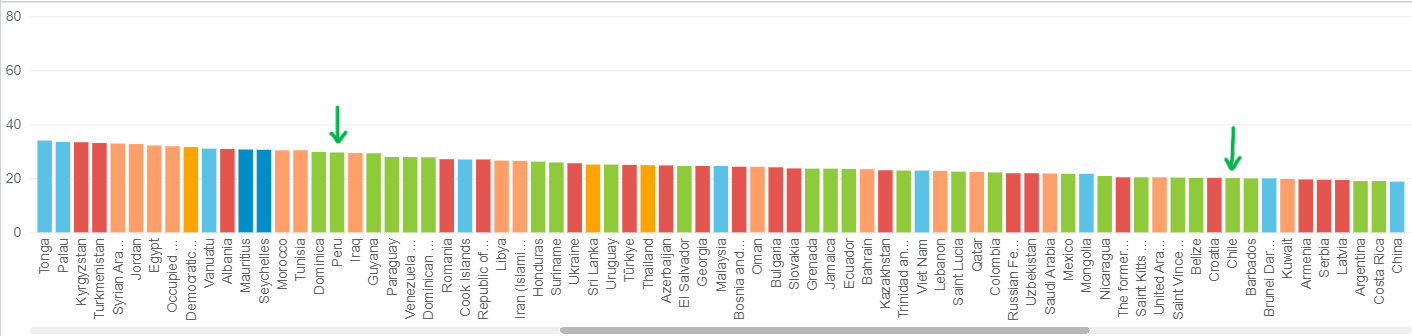 80
60
40
20
0
Tonga
Palau
Kyrgyzstan
Turkmenistan
Syrian Ara...
Jordan
Egypt
Occupied ...
Democratic...
Vanuatu
Albania
Mauritius
Seychelles
Morocco
Tunisia
Dominica
Peru
Iraq
Guyana
Paraguay
Venezuela ...
Dominican ...
Romania
Cook Islands
Republic of...
Libya
Iran (Islami...
Honduras
Suriname
Ukraine
Sri Lanka
Uruguay
Türkiye
Thailand
Azerbaijan
El Salvador
Georgia
Malaysia
Bosnia and...
Oman
Bulgaria
Slovakia
Grenada
Jamaica
Ecuador
Bahrain
Kazakhstan
Trinidad an...
Viet Nam
Lebanon
Saint Lucia
Qatar
Colombia
Russian Fe...
Uzbekistan
Saudi Arabia
Mexico
Mongolia
Nicaragua
The former...
Saint Kitts ...
United Ara...
Saint Vince...
Belize
Croatia
Chile
Barbados
Brunei Dar...
Kuwait
Armenia
Serbia
Latvia
Argentina
Costa Rica
China